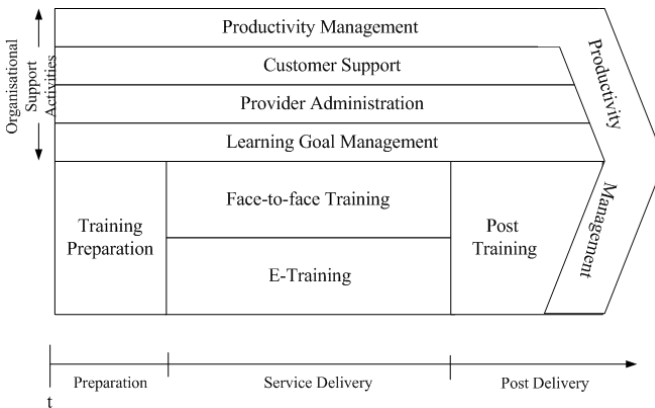 Organisational
Support
Activities
Productivity Management
Customer Support
Provider Administration
Learning Goal Management
Productivity
Management
Training
Preparation
Face-to-face Training
E-Training
Post
Training
Preparation
Service Delivery
Post Delivery
t